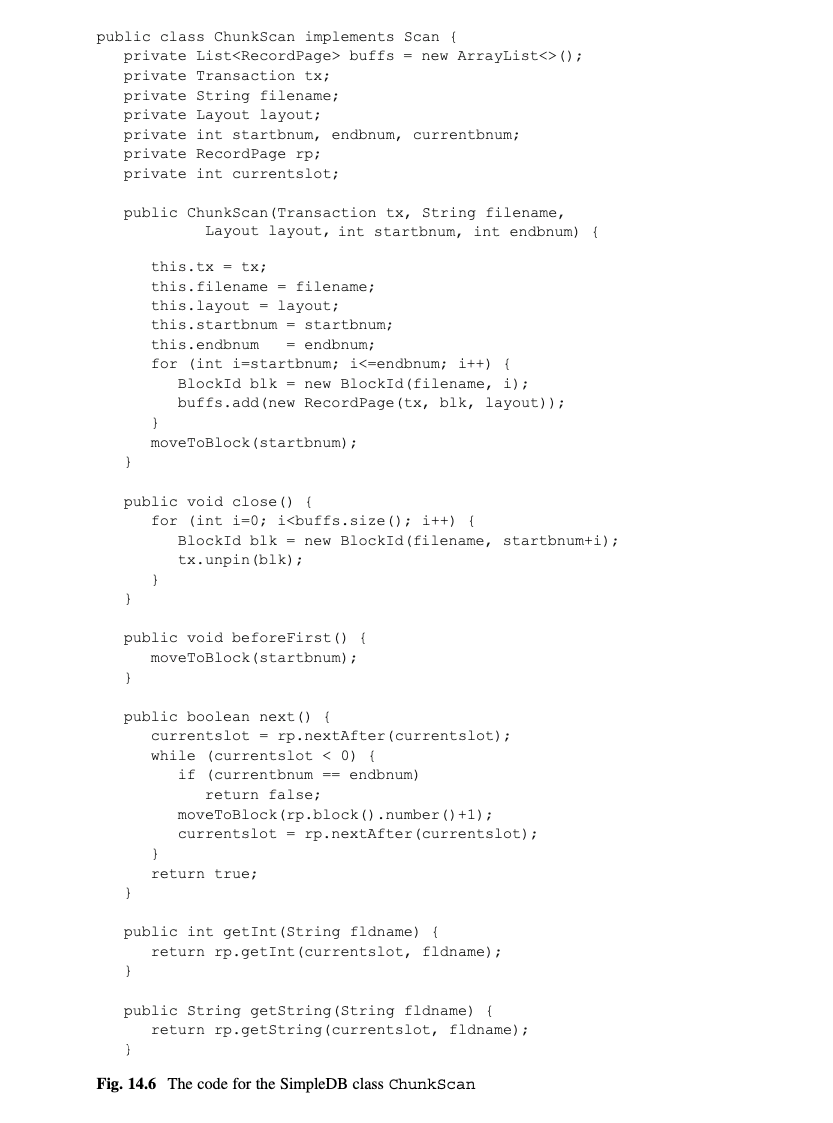 public class ChunkScan implements Scan {
   private List<RecordPage> buffs = new ArrayList<>();
   private Transaction tx;
   private String filename;
   private Layout layout;
   private int startbnum, endbnum, currentbnum;
   private RecordPage rp;
   private int currentslot;

   public ChunkScan(Transaction tx, String filename,
            Layout layout, int startbnum, int endbnum) {

      this.tx = tx;
      this.filename = filename;
      this.layout = layout;
      this.startbnum = startbnum;
      this.endbnum   = endbnum;
      for (int i=startbnum; i<=endbnum; i++) {
         BlockId blk = new BlockId(filename, i);
         buffs.add(new RecordPage(tx, blk, layout));
      }
      moveToBlock(startbnum);
   }

   public void close() {
      for (int i=0; i<buffs.size(); i++) {
         BlockId blk = new BlockId(filename, startbnum+i);
         tx.unpin(blk);
      }
   }

   public void beforeFirst() {
      moveToBlock(startbnum);
   }

   public boolean next() {
      currentslot = rp.nextAfter(currentslot);
      while (currentslot < 0) {
         if (currentbnum == endbnum)
            return false;
         moveToBlock(rp.block().number()+1);
         currentslot = rp.nextAfter(currentslot);
      }
      return true;
   }

   public int getInt(String fldname) {
      return rp.getInt(currentslot, fldname);
   }

   public String getString(String fldname) {
      return rp.getString(currentslot, fldname);
   }
Fig. 14.6 The code for the SimpleDB class ChunkScan